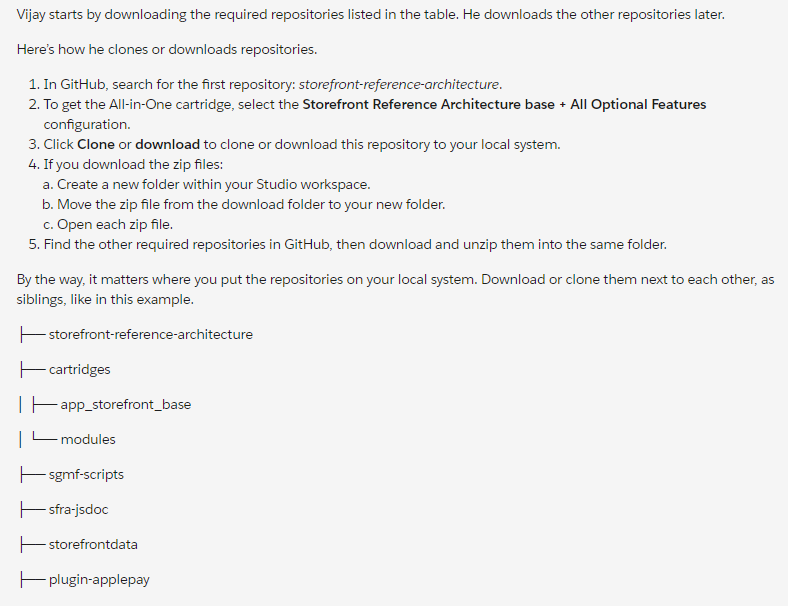 Vijay starts by downloading the required repositories listed in the table. He downloads the other repositories later.
Here's how he clones or downloads repositories.
1. In GitHub, search for the first repository: storefront-reference-architecture.
2. To get the All-in-One cartridge, select the Storefront Reference Architecture base + All Optional Features
configuration.
3. Click Clone or download to clone or download this repository to your local system.
4. If you download the zip files:
a. Create a new folder within your Studio workspace.
b. Move the zip file from the download folder to your new folder.
c. Open each zip file.
5. Find the other required repositories in GitHub, then download and unzip them into the same folder.
By the way, it matters where you put the repositories on your local system. Download or clone them next to each other, as
siblings, like in this example.
├── storefront-reference-architecture
├── cartridges
│ ├── app_storefront_base
│ └── modules
├── sgmf-scripts
├── sfra-jsdoc
├── storefrontdata
├── plugin-applepay